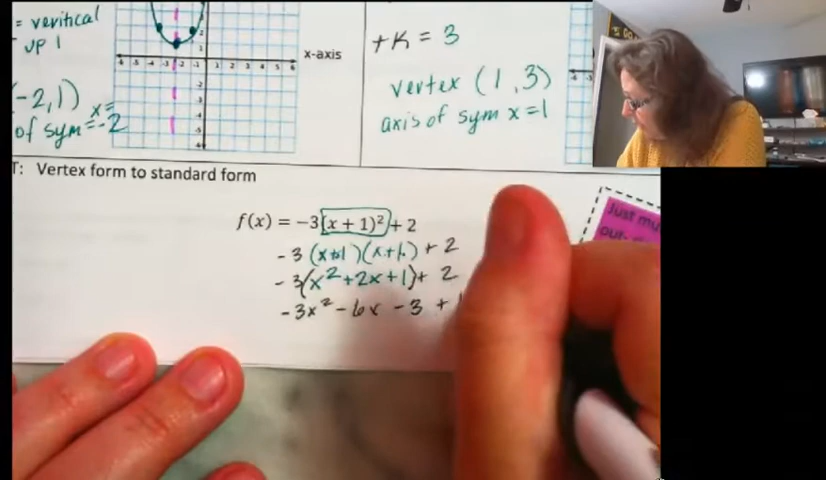 = veritical
up 1
-2,1)
x=
of sym = -2
x-axis
+K = 3
vertex (1,3)
axis of sym x=1
T: Vertex form to standard form
f(x) = -3(x + 1)² + 2
-3(x+1)(x+1) + 2
-3(x²+2x+1)+ 2
-3x² - 6x - 3 +
Just mu
out-